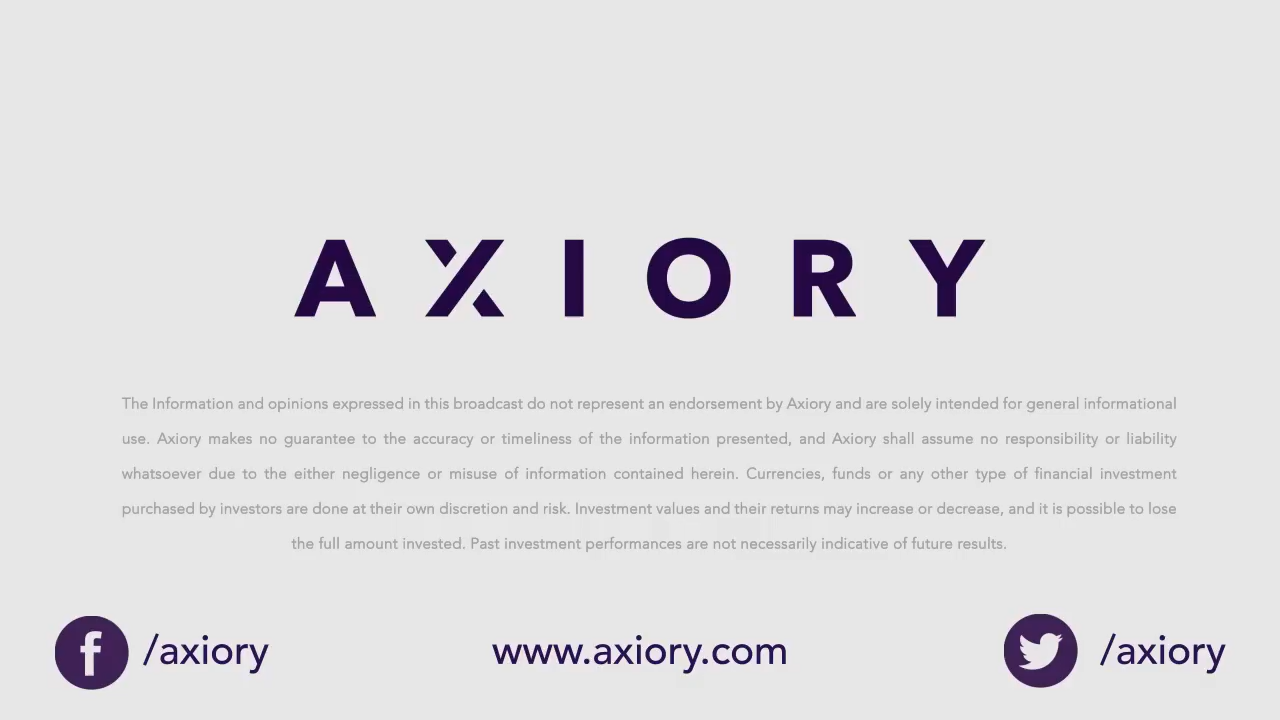 AXIORY
The Information and opinions expressed in this broadcast do not represent an endorsement by Axiory and are solely intended for general informational
use. Axiory makes no guarantee to the accuracy or timeliness of the information presented, and Axiory shall assume no responsibility or liability
whatsoever due to the either negligence or misuse of information contained herein. Currencies, funds or any other type of financial investment
purchased by investors are done at their own discretion and risk. Investment values and their returns may increase or decrease, and it is possible to lose
the full amount invested. Past investment performances are not necessarily indicative of future results.
/axiory www.axiory.com /axiory